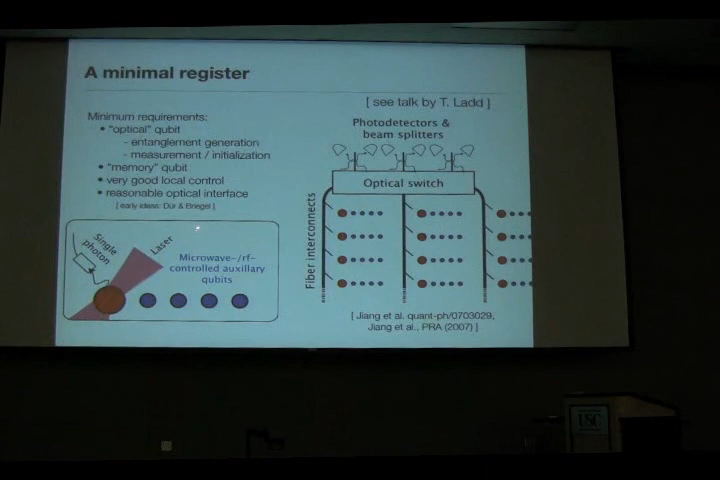 A minimal register
[ see talk by T. Ladd ]
Minimum requirements:
• "optical" qubit
- entanglement generation
- measurement / initialization
• "memory" qubit
• very good local control
• reasonable optical interface
[ early ideas: Dür & Briegel ]
Single
photon
Laser
Microwave-/rf-
controlled auxillary
qubits
Photodetectors &
beam splitters
Optical switch
Fiber interconnects
[ Jiang et al. quant-ph/0703029,
Jiang et al., PRA (2007) ]
USC